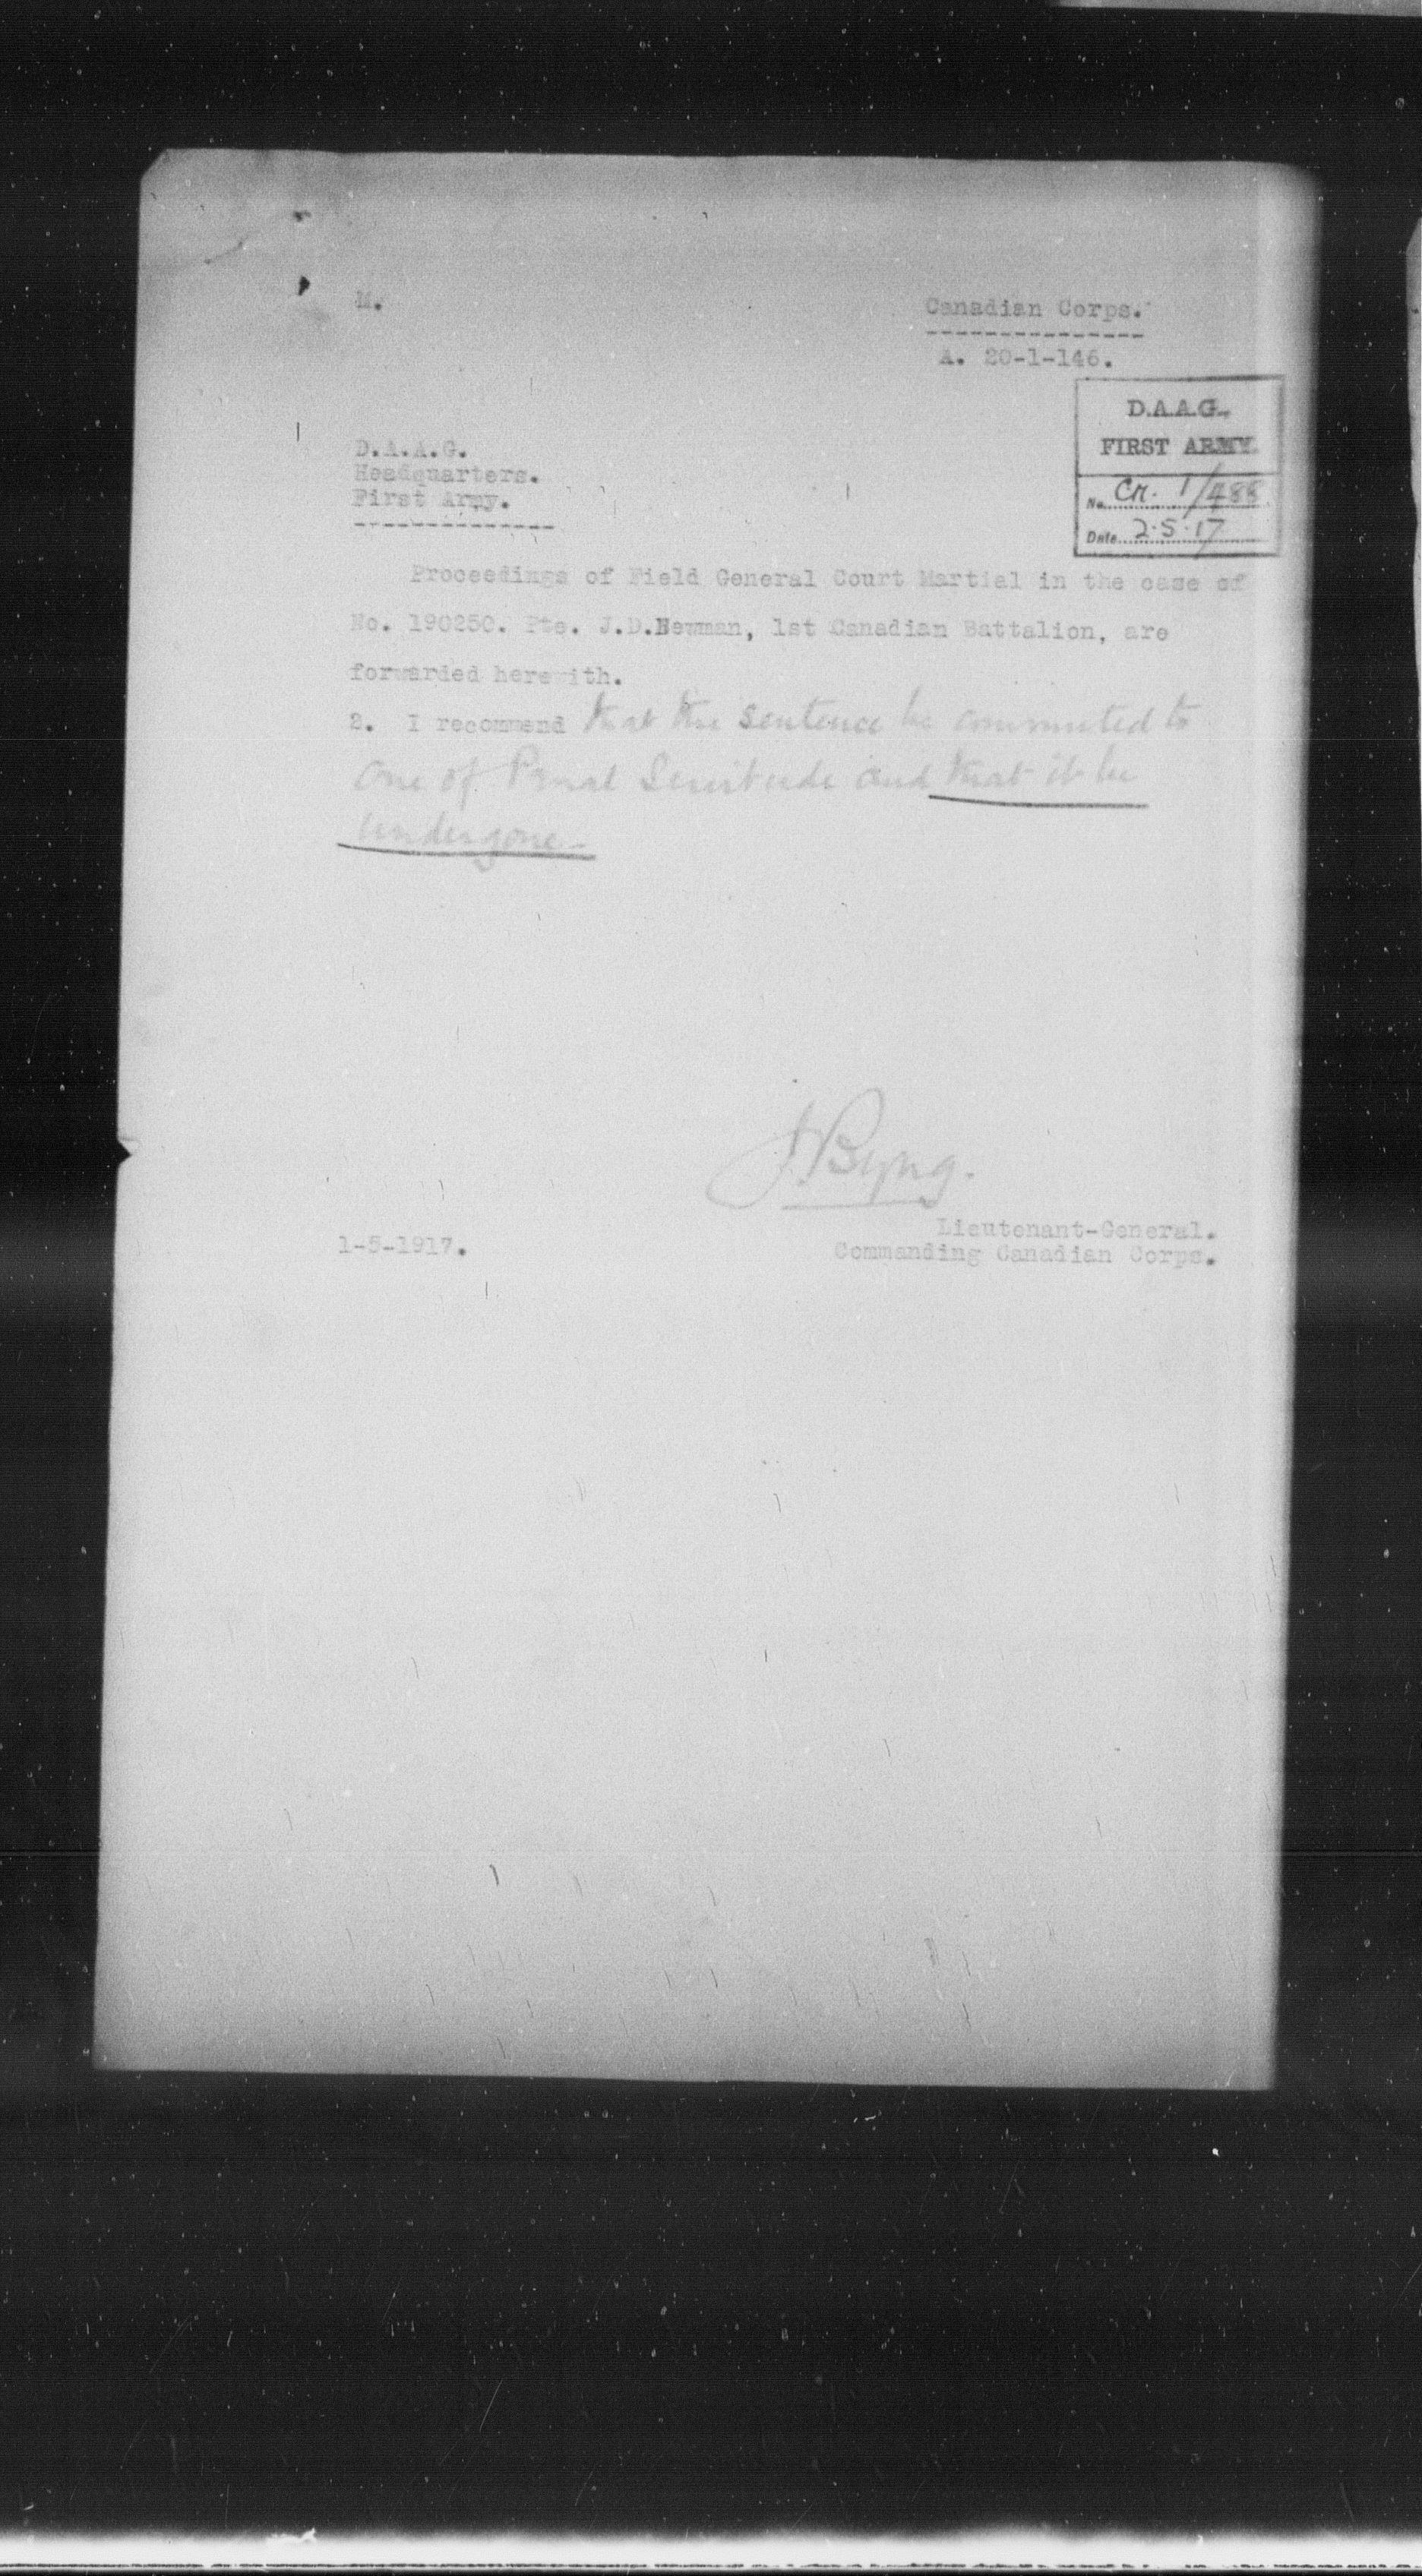 M.
Canadian Corps.
A. 20-1-146.
D.A.A.G.,
FIRST ARMY.
No. CM. 1/488
Date 2.5.17
D.A.A.G.
Headquarters.
First Army.
Proceedings of Field General Court Martial in the case of
No. 190250. Pte. J.D.Newman, 1st Canadian Battalion, are
forwarded herewith.
2. I recommend that the sentence be commuted to
one of Penal Servitude and that it be
undergone -
J Byng.
Lieutenant-General.
1-5-1917.
Commanding Canadian Corps.